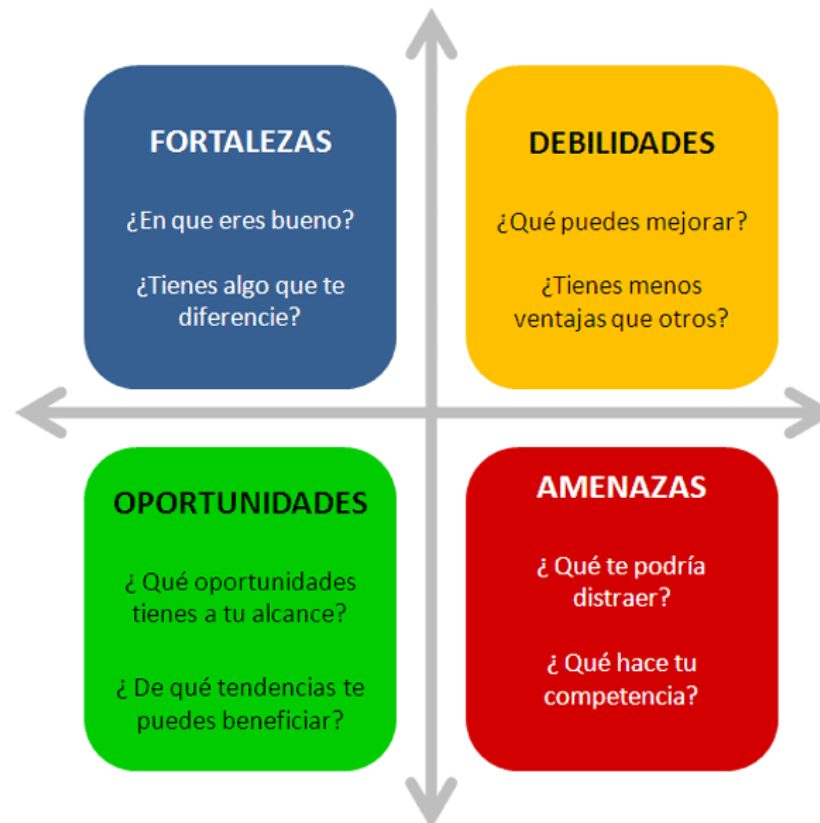 FORTALEZAS
¿En que eres bueno?
¿Tienes algo que te
diferencie?
DEBILIDADES
¿Qué puedes mejorar?
¿Tienes menos
ventajas que otros?
OPORTUNIDADES
¿ Qué oportunidades
tienes a tu alcance?
¿ De qué tendencias te
puedes beneficiar?
AMENAZAS
¿ Qué te podría
distraer?
¿ Qué hace tu
competencia?